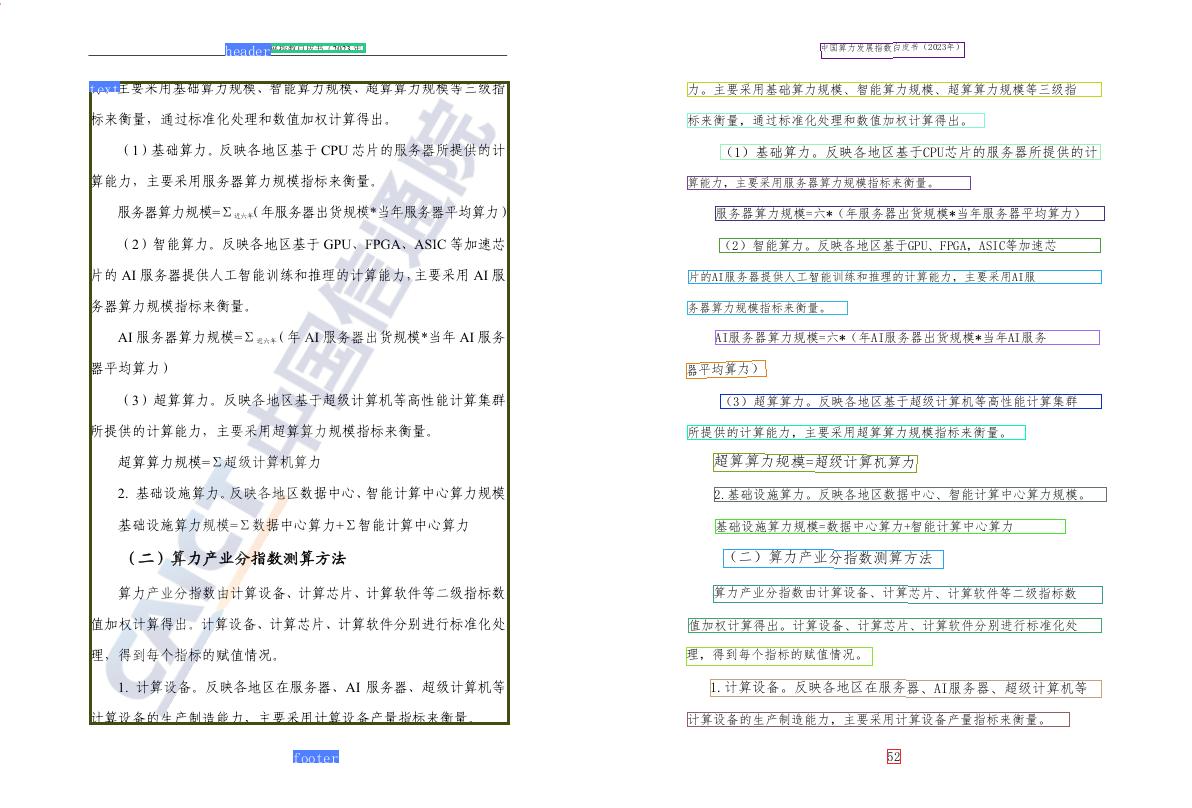 header 皮书（2023年）
text 主要采用基础算力规模、智能算力规模、超算算力规模等三级指
标来衡量，通过标准化处理和数值加权计算得出。
（1）基础算力。反映各地区基于 CPU 芯片的服务器所提供的计
算能力，主要采用服务器算力规模指标来衡量。
服务器算力规模=Σ近六年(年服务器出货规模*当年服务器平均算力)
（2）智能算力。反映各地区基于 GPU、FPGA、ASIC 等加速芯
片的 AI 服务器提供人工智能训练和推理的计算能力，主要采用 AI 服
务器算力规模指标来衡量。
AI 服务器算力规模=Σ近六年(年 AI 服务器出货规模*当年 AI 服务
器平均算力)
（3）超算算力。反映各地区基于超级计算机等高性能计算集群
所提供的计算能力，主要采用超算算力规模指标来衡量。
超算算力规模=Σ超级计算机算力
2. 基础设施算力。反映各地区数据中心、智能计算中心算力规模
基础设施算力规模=Σ数据中心算力+Σ智能计算中心算力
（二）算力产业分指数测算方法
算力产业分指数由计算设备、计算芯片、计算软件等二级指标数
值加权计算得出。计算设备、计算芯片、计算软件分别进行标准化处
理，得到每个指标的赋值情况。
1. 计算设备。反映各地区在服务器、AI 服务器、超级计算机等
计算设备的生产制造能力，主要采用计算设备产量指标来衡量。
footer
CAICT 中国信通院
中国算力发展指数白皮书（2023年）
力。主要采用基础算力规模、智能算力规模、超算算力规模等三级指
标来衡量，通过标准化处理和数值加权计算得出。
（1）基础算力。反映各地区基于CPU芯片的服务器所提供的计
算能力，主要采用服务器算力规模指标来衡量。
服务器算力规模=六*（年服务器出货规模*当年服务器平均算力）
（2）智能算力。反映各地区基于GPU、FPGA，ASIC等加速芯
片的AI服务器提供人工智能训练和推理的计算能力，主要采用AI服
务器算力规模指标来衡量。
AI服务器算力规模=六*（年AI服务器出货规模*当年AI服务
器平均算力）
（3）超算算力。反映各地区基于超级计算机等高性能计算集群
所提供的计算能力，主要采用超算算力规模指标来衡量。
超算算力规模=超级计算机算力
2.基础设施算力。反映各地区数据中心、智能计算中心算力规模。
基础设施算力规模=数据中心算力+智能计算中心算力
（二）算力产业分指数测算方法
算力产业分指数由计算设备、计算芯片、计算软件等二级指标数
值加权计算得出。计算设备、计算芯片、计算软件分别进行标准化处
理，得到每个指标的赋值情况。
1.计算设备。反映各地区在服务器、AI服务器、超级计算机等
计算设备的生产制造能力，主要采用计算设备产量指标来衡量。
52